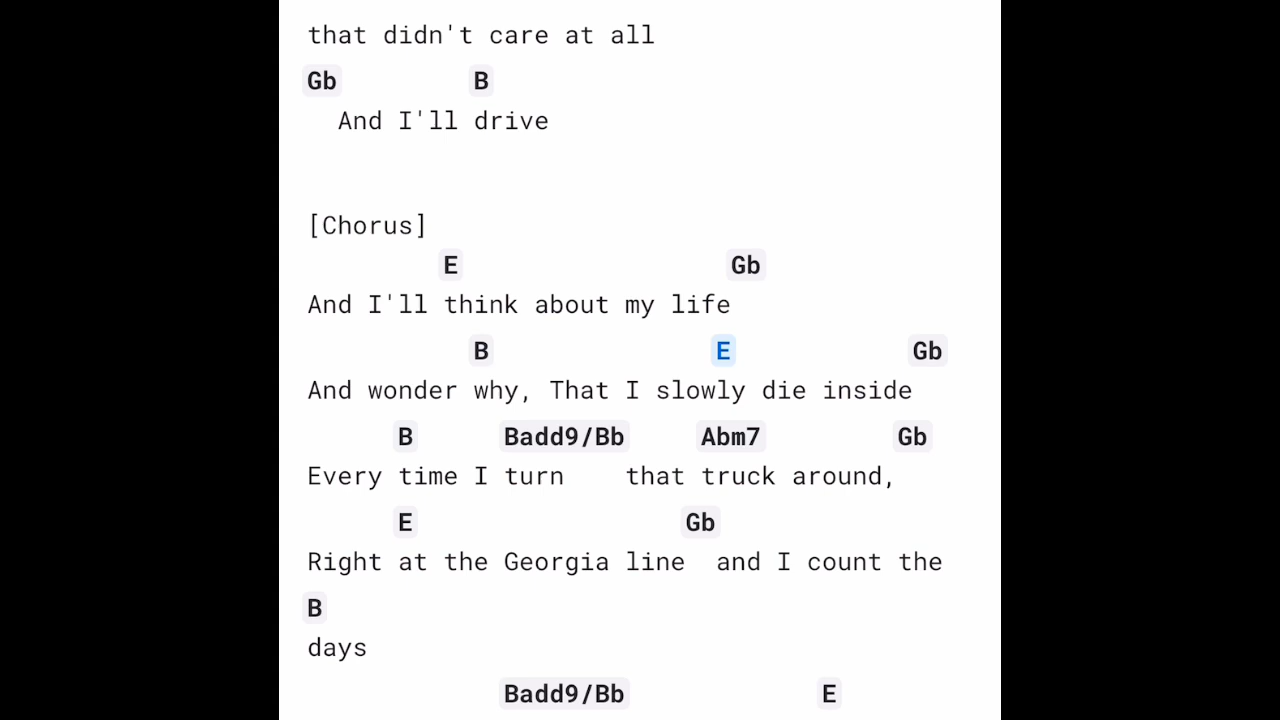 that didn't care at all
Gb B
And I'll drive
[Chorus]
E Gb
And I'll think about my life
B E Gb
And wonder why, That I slowly die inside
B Badd9/Bb Abm7 Gb
Every time I turn that truck around,
E Gb
Right at the Georgia line and I count the
B
days
Badd9/Bb E